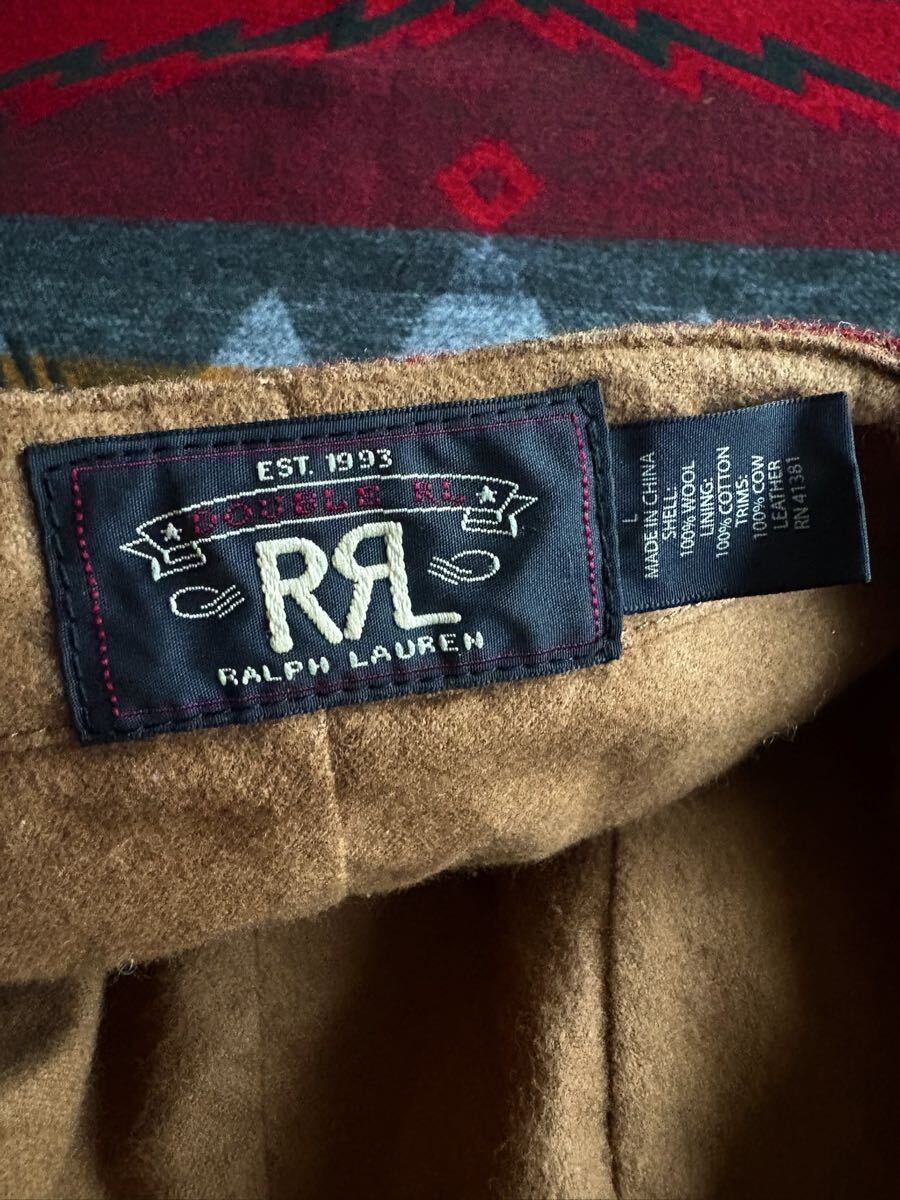 EST. 1993
DOUBLE RL
RRL
RALPH LAUREN
L
MADE IN CHINA
SHELL:
100% WOOL
LINING:
100% COTTON
TRIMS:
100% COW
LEATHER
RN 41381